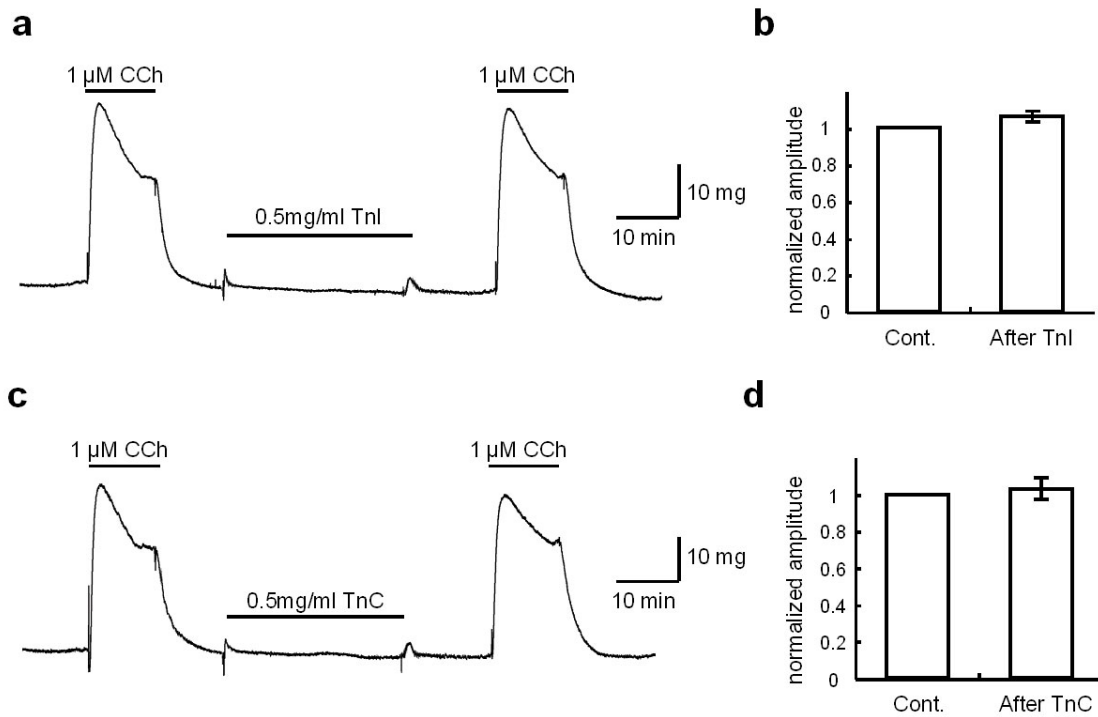 a
1 µM CCh
1 µM CCh
0.5mg/ml TnI
10 mg
10 min
b
normalized amplitude
1
0.8
0.6
0.4
0.2
0
Cont.
After TnI
c
1 µM CCh
1 µM CCh
0.5mg/ml TnC
10 mg
10 min
d
normalized amplitude
1
0.8
0.6
0.4
0.2
0
Cont.
After TnC